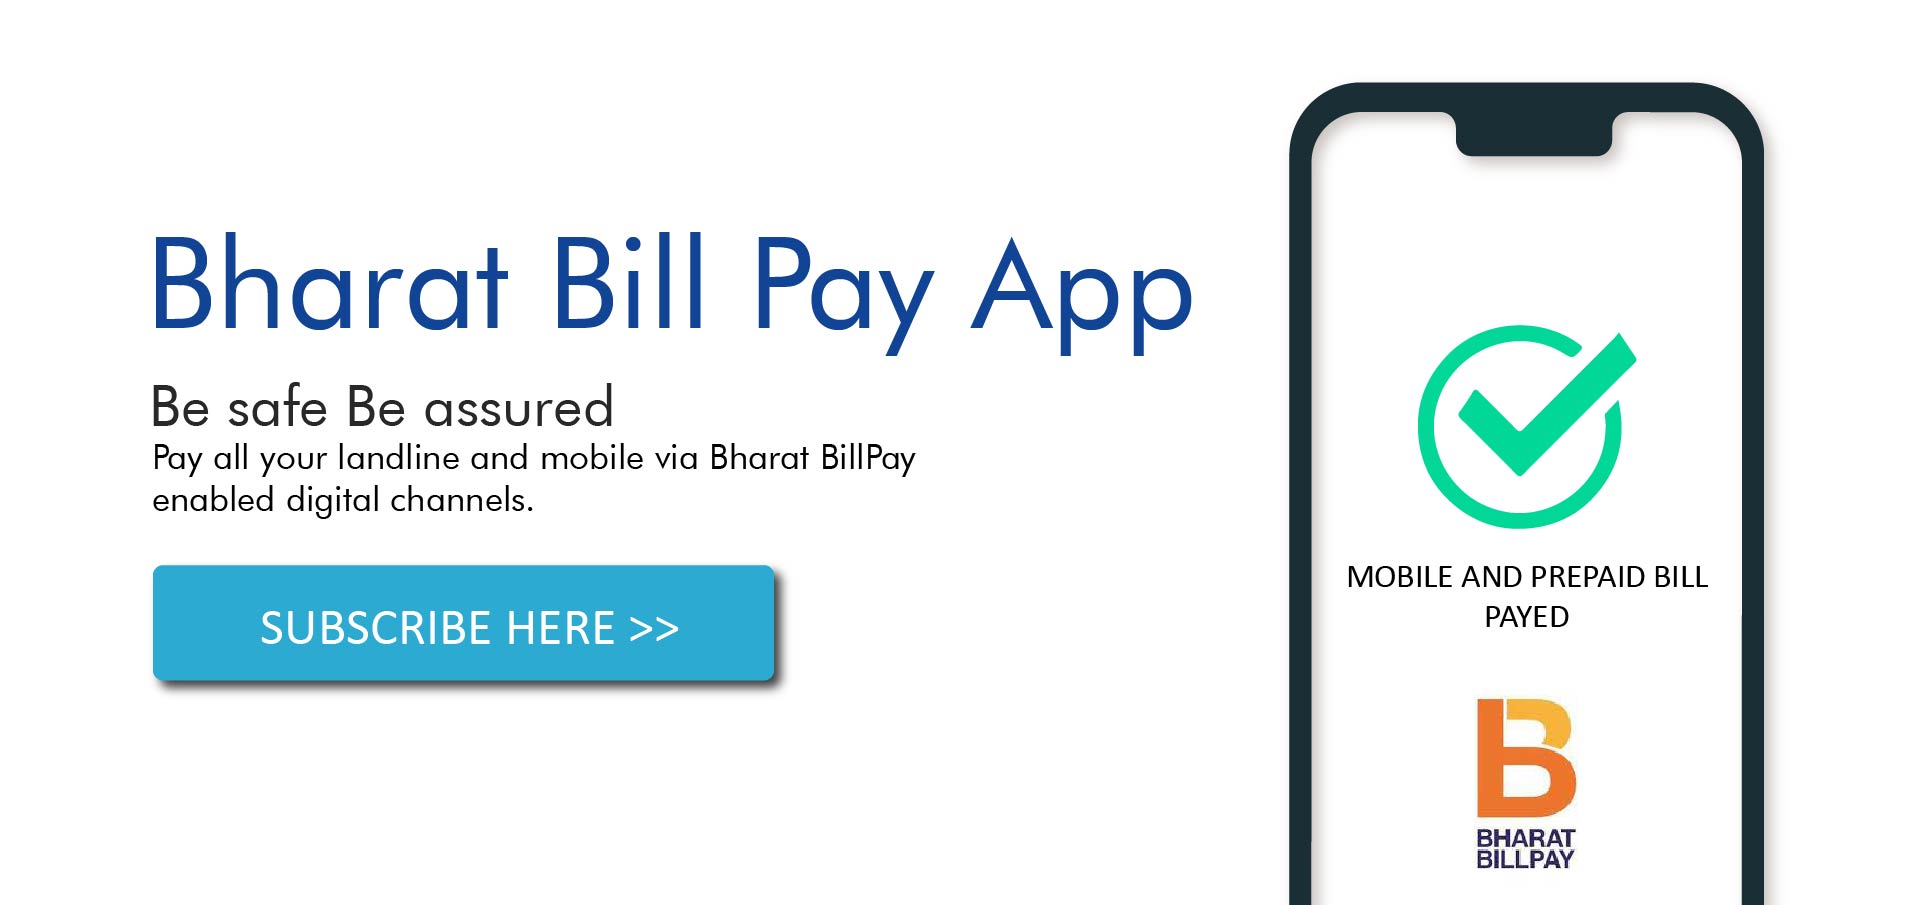 Bharat Bill Pay App
Be safe Be assured
Pay all your landline and mobile via Bharat BillPay
enabled digital channels.
SUBSCRIBE HERE >>
MOBILE AND PREPAID BILL
PAYED
B
BHARAT
BILLPAY